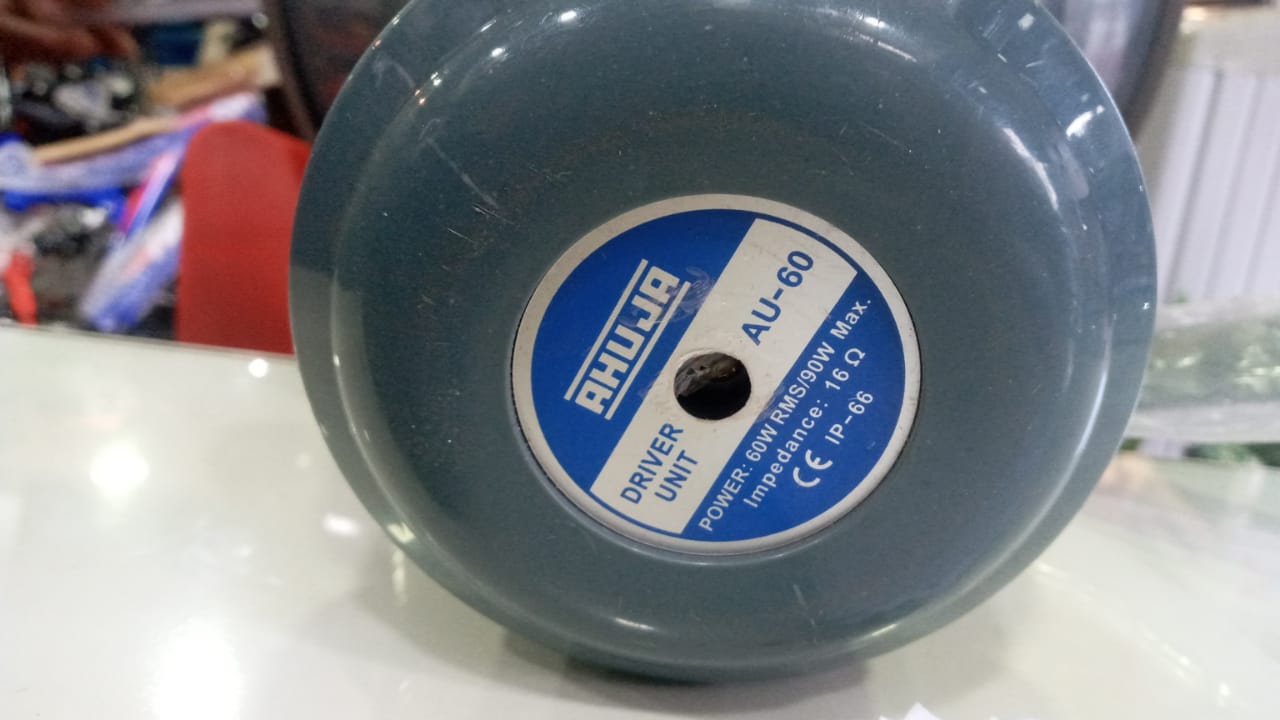 AHUJA
AU-60
DRIVER
UNIT
POWER: 60W RMS/90W Max.
Impedance: 16 Ω
CE IP-66